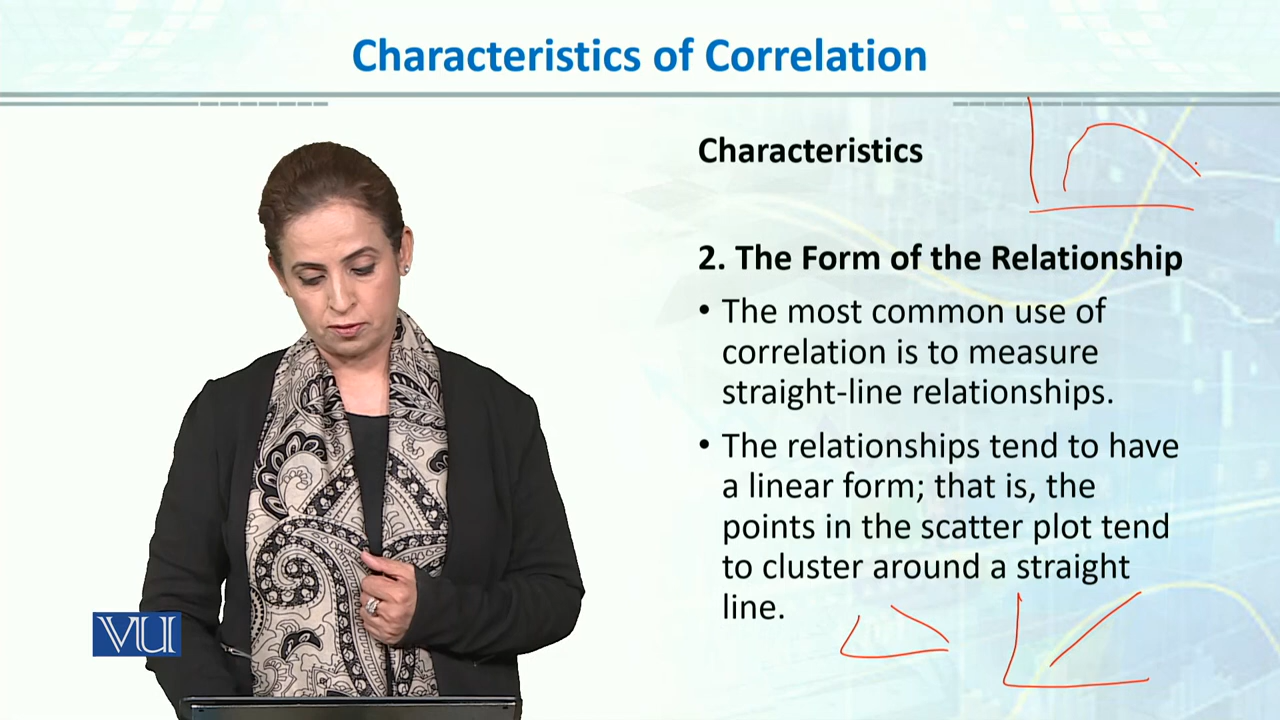 Characteristics of Correlation
Characteristics
2. The Form of the Relationship
• The most common use of
correlation is to measure
straight-line relationships.
• The relationships tend to have
a linear form; that is, the
points in the scatter plot tend
to cluster around a straight
line.
VU